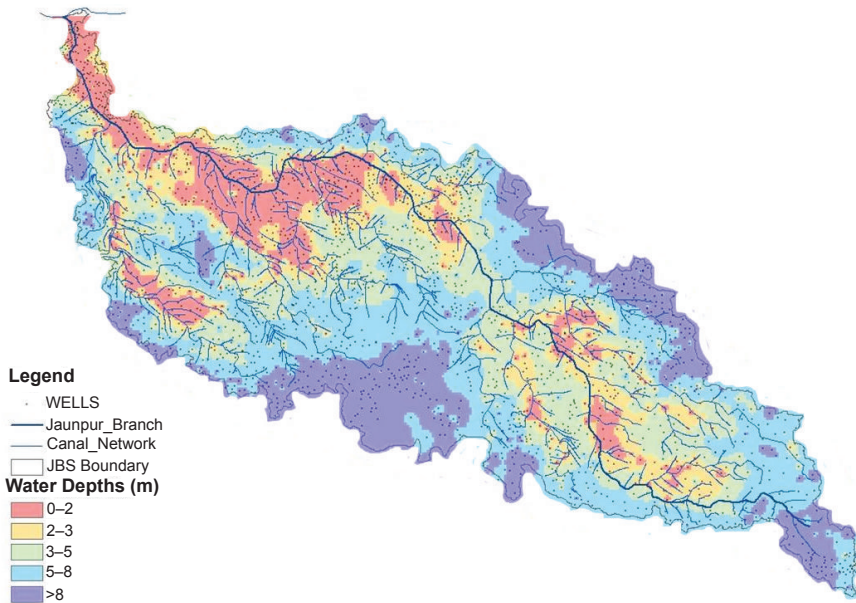 Legend
WELLS
Jaunpur_Branch
Canal_Network
JBS Boundary
Water Depths (m)
0–2
2–3
3–5
5–8
>8